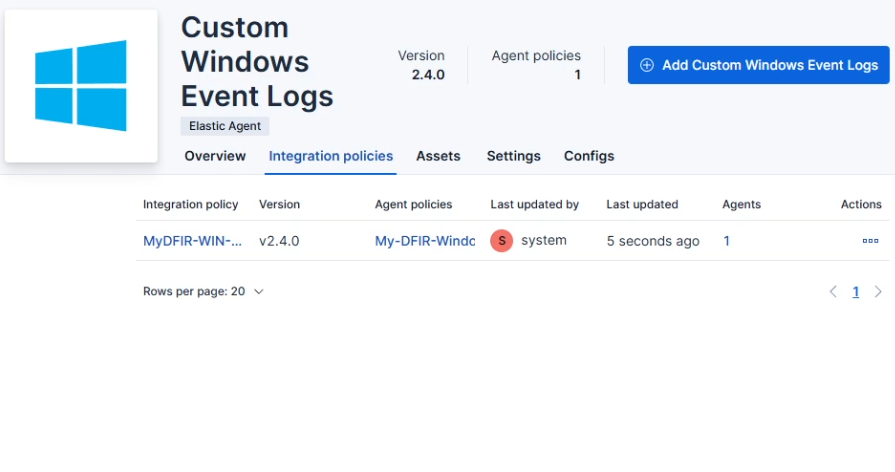 Custom
Windows
Event Logs
Elastic Agent
Version
2.4.0
Agent policies
1
Add Custom Windows Event Logs
Overview Integration policies Assets Settings Configs
Integration policy Version Agent policies Last updated by Last updated Agents Actions
MyDFIR-WIN-... v2.4.0 My-DFIR-Windo S system 5 seconds ago 1
Rows per page: 20 1